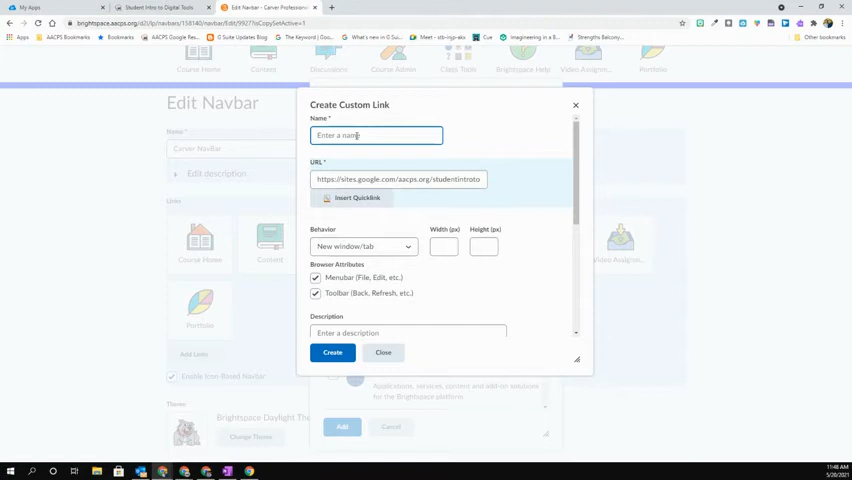 My Apps
Student Intro to Digital Tools
Edit Navbar - Carver Professional
brightspace.aacps.org/d2l/lp/navbars/158140/navbar/Edit/9927?isCopySetActive=1
Apps
AACPS Bookmarks
Bookmarks
AACPS Google Res...
G Suite Updates Blog
The Keyword | Goog...
What's new in G Su...
Meet - stb-isjx-akx
Cue
Imagineering in a B...
Strengths Balcony...
Other bookmarks
Course Home
Content
Discussions
Course Admin
Class Tools
Brightspace Help
Video Assignm...
Portfolio
Edit Navbar
Name *
Carver NavBar
Edit description.
Links
Course Home
Content
Video Assign...
Portfolio
Add Links
Enable Icon-Based Navbar
Theme
Brightspace Daylight The
Change Theme
Create Custom Link
Name *
Enter a name
URL *
https://sites.google.com/aacps.org/studentintroto
Insert Quicklink
Behavior
Width (px)
Height (px)
New window/tab
Browser Attributes
Menubar (File, Edit, etc.)
Toolbar (Back, Refresh, etc.)
Description
Enter a description
Create
Close
Applications, services, content and add-on solutions
for the Brightspace platform
Add
Cancel
11:48 AM
5/20/2021